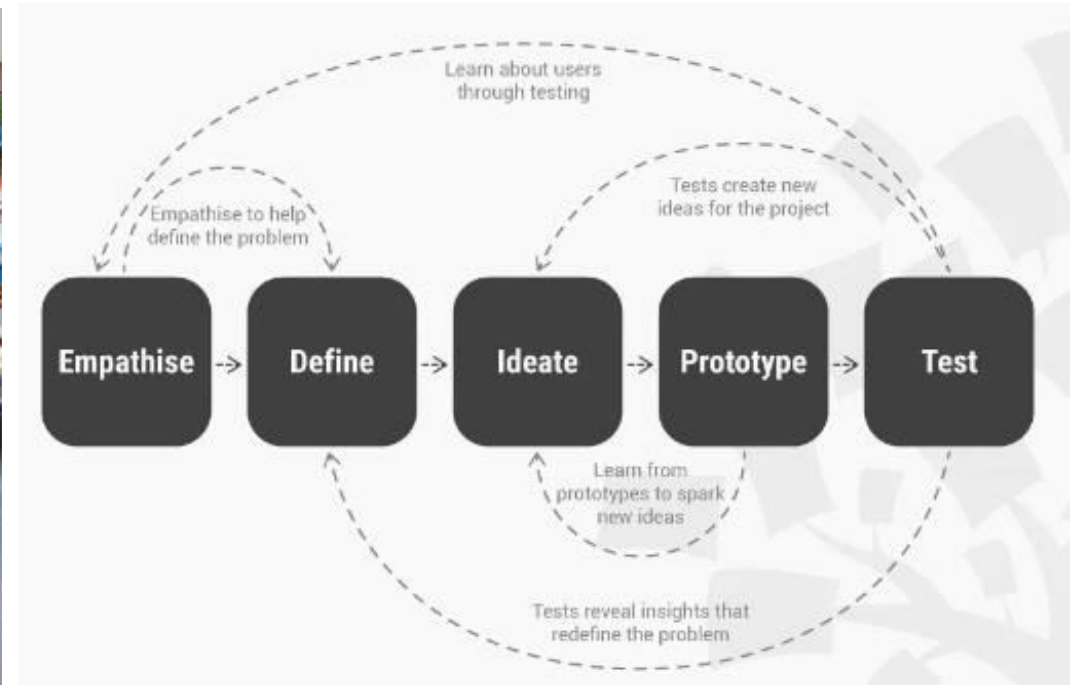 Learn about users
through testing
Tests create new
ideas for the project
Empathise to help
define the problem
Empathise
Define
Ideate
Prototype
Test
Learn from
prototypes to spark
new ideas
Tests reveal insights that
redefine the problem